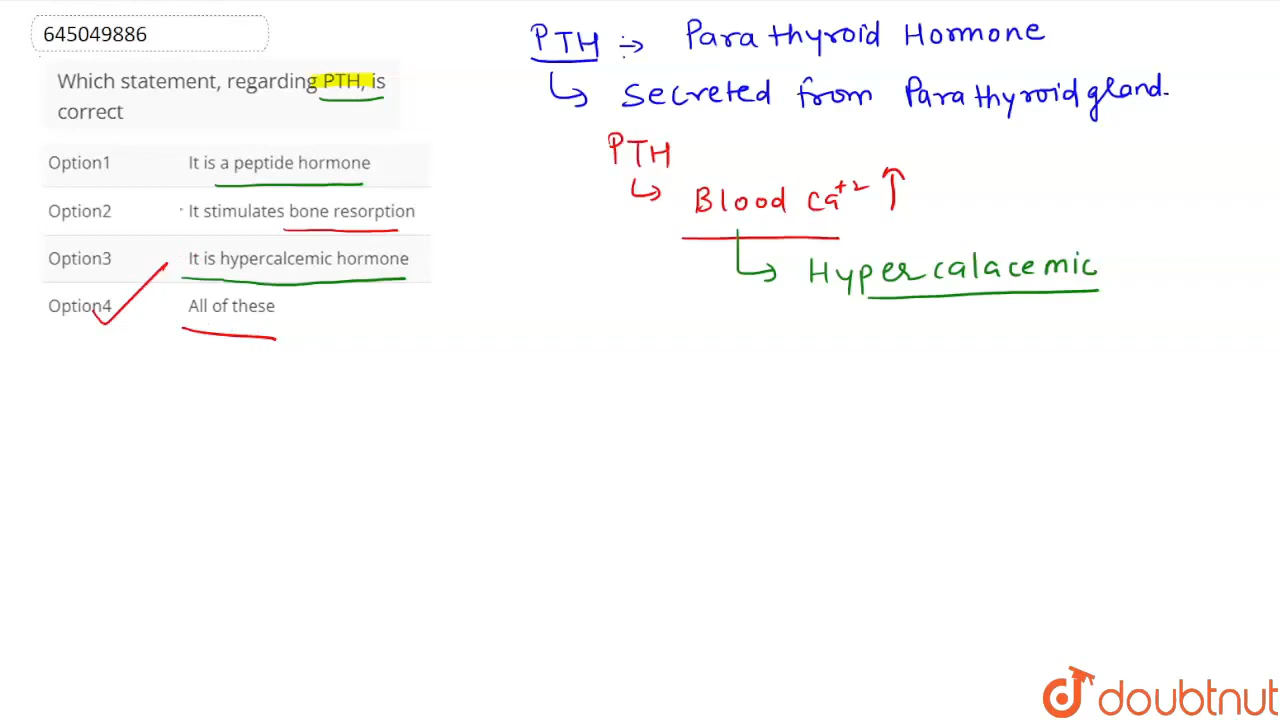 645049886
Which statement, regarding PTH, is
correct
Option1 It is a peptide hormone
Option2 It stimulates bone resorption
Option3 It is hypercalcemic hormone
Option4 All of these
PTH :- Parathyroid Hormone
↳ Secreted from Parathyroid gland.
PTH
↳ Blood Ca+2 ↑
↳ Hypercalacemic
doubtnut